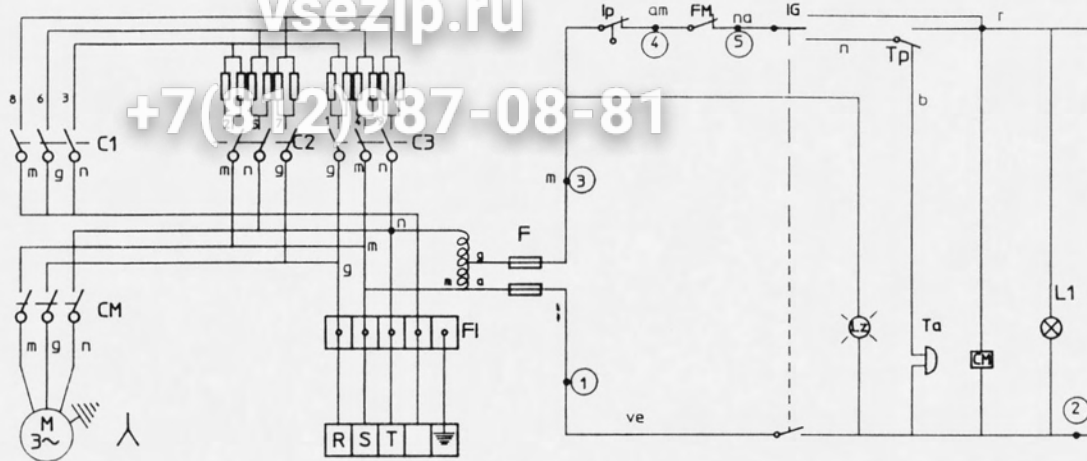 vsezip.ru
Ip am FM na IG r
4 5 n Tp
8 6 3
+7(812)987-08-81
b
C1 C2 C3
m g n m n g g m n
m 3
n
m
g
F
g
m a
CM
Lz Ta CM L1
m g n
FI
1
2
M
3~
R S T
ve